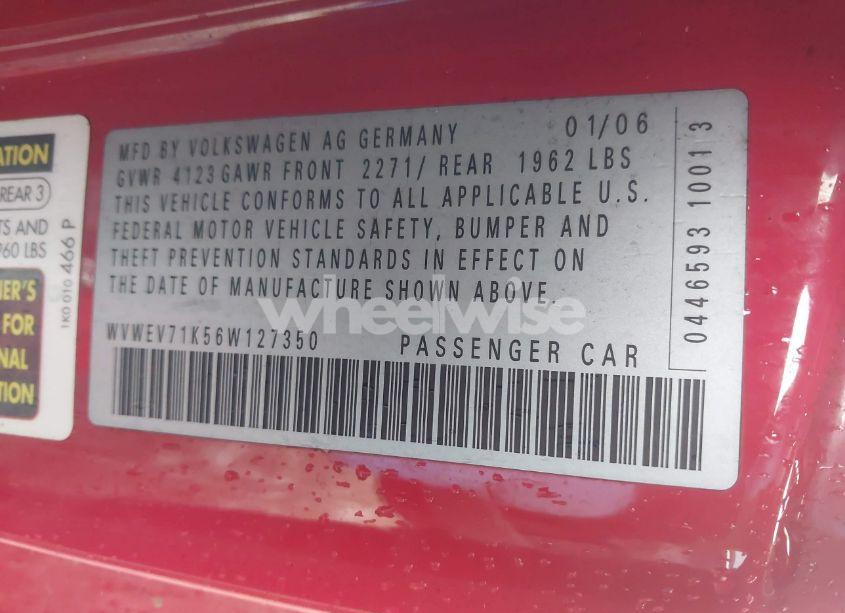 ATION
REAR 3
TS AND
960 LBS
ER'S
FOR
NAL
TION
1K0 010 466 P
MFD BY VOLKSWAGEN AG GERMANY 01/06
GVWR 4123 GAWR FRONT 2271/ REAR 1962 LBS
THIS VEHICLE CONFORMS TO ALL APPLICABLE U.S.
FEDERAL MOTOR VEHICLE SAFETY, BUMPER AND
THEFT PREVENTION STANDARDS IN EFFECT ON
THE DATE OF MANUFACTURE SHOWN ABOVE.
WVWEV71K56W127350 PASSENGER CAR
0446593 1001 3
wheelwise